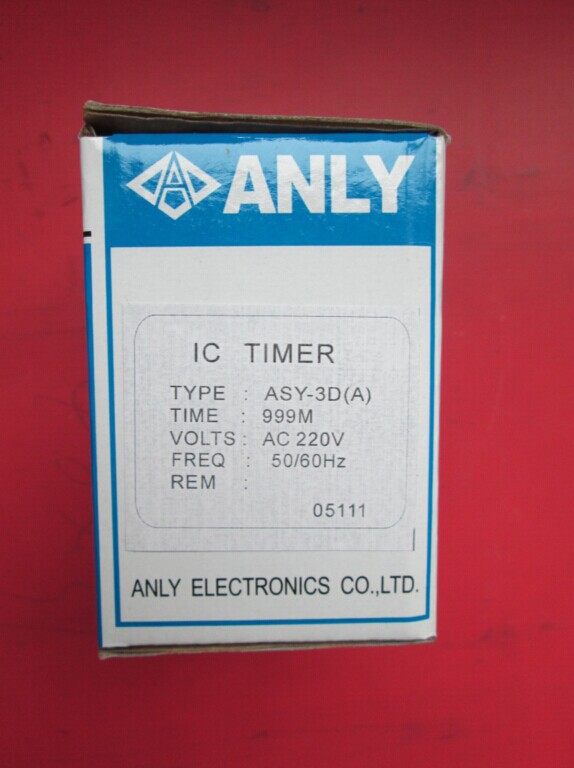 ANLY
IC TIMER
TYPE : ASY-3D(A)
TIME : 999M
VOLTS : AC 220V
FREQ : 50/60Hz
REM :
05111
ANLY ELECTRONICS CO.,LTD.